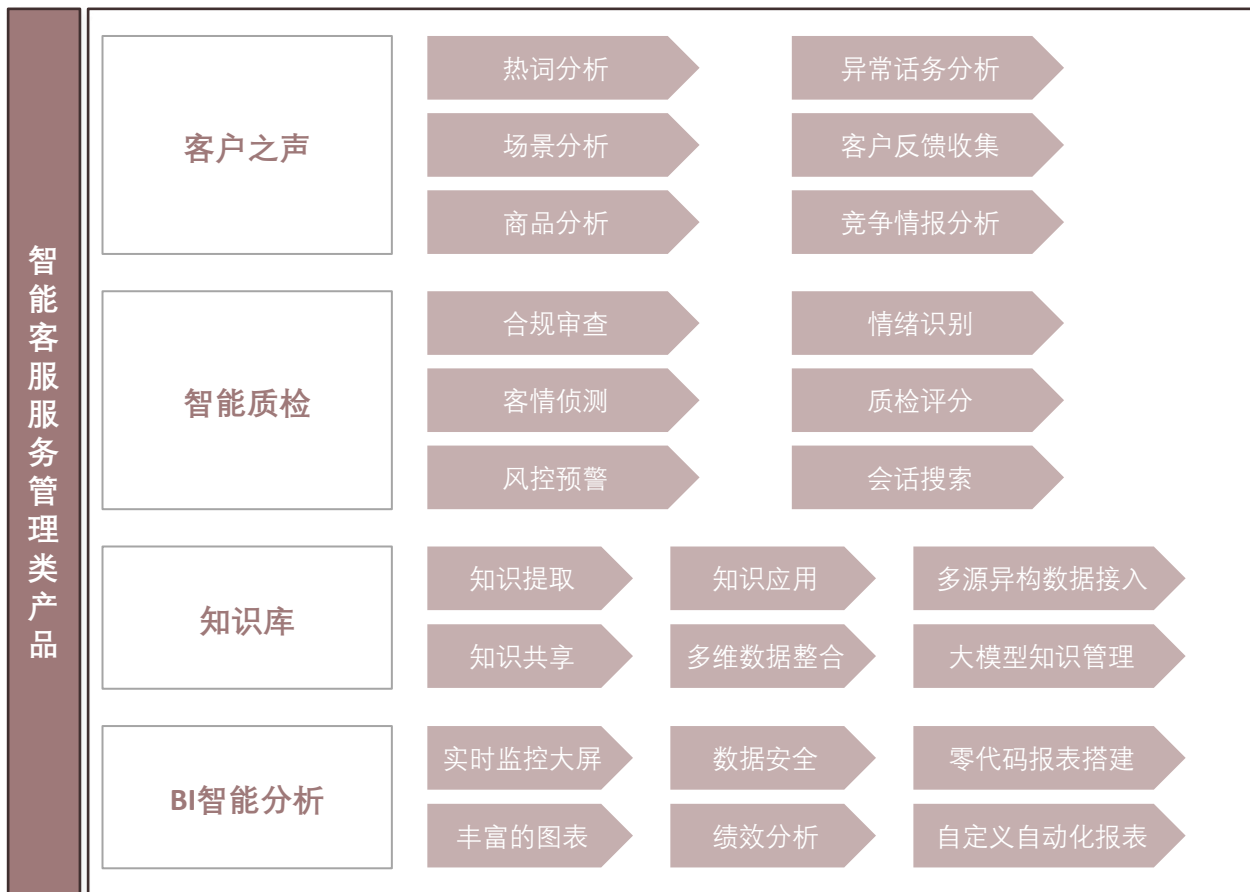 智能客服服务管理类产品
客户之声
热词分析
异常话务分析
场景分析
客户反馈收集
商品分析
竞争情报分析
智能质检
合规审查
情绪识别
客情侦测
质检评分
风控预警
会话搜索
知识库
知识提取
知识应用
多源异构数据接入
知识共享
多维数据整合
大模型知识管理
BI智能分析
实时监控大屏
数据安全
零代码报表搭建
丰富的图表
绩效分析
自定义自动化报表